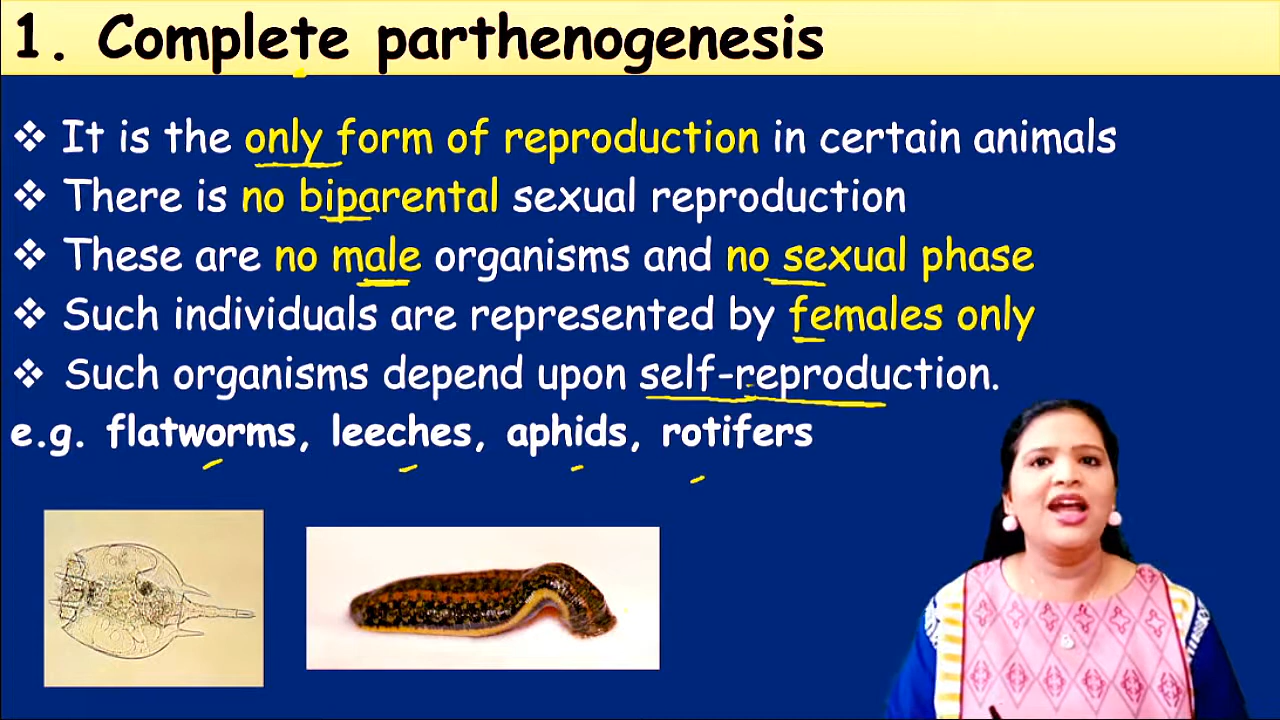 1. Complete parthenogenesis
❖ It is the only form of reproduction in certain animals
❖ There is no biparental sexual reproduction
❖ These are no male organisms and no sexual phase
❖ Such individuals are represented by females only
❖ Such organisms depend upon self-reproduction.
e.g. flatworms, leeches, aphids, rotifers